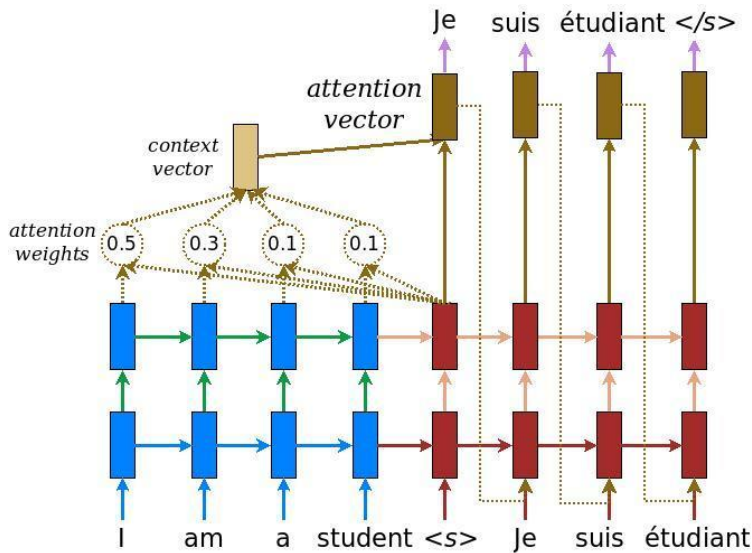 Je suis étudiant </s>
attention
vector
context
vector
attention
weights
0.5 0.3 0.1 0.1
I am a student <s> Je suis étudiant